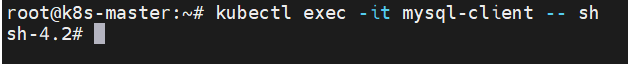 root@k8s-master:~# kubectl exec -it mysql-client -- sh
sh-4.2#